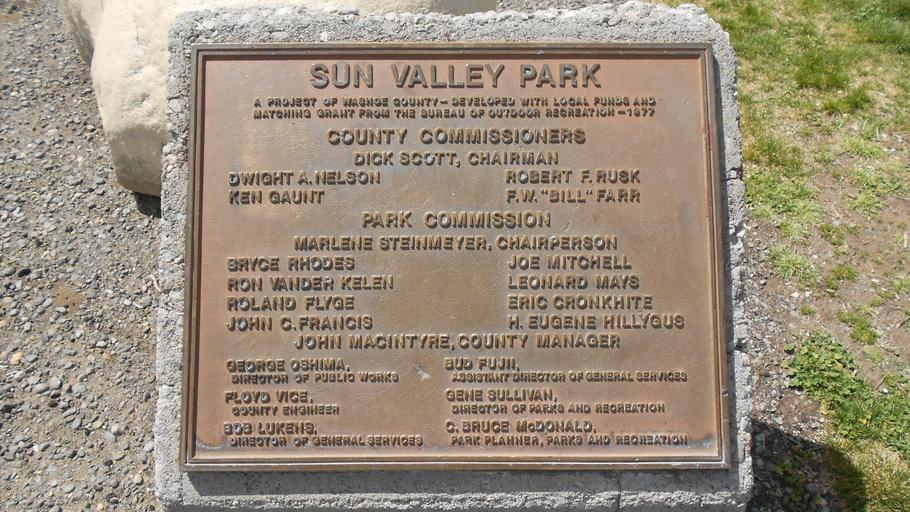 SUN VALLEY PARK
A PROJECT OF WASHOE COUNTY - DEVELOPED WITH LOCAL FUNDS AND
MATCHING GRANT FROM THE BUREAU OF OUTDOOR RECREATION - 1977
COUNTY COMMISSIONERS
DICK SCOTT, CHAIRMAN
DWIGHT A. NELSON ROBERT F. RUSK
KEN GAUNT F.W. "BILL" FARR
PARK COMMISSION
MARLENE STEINMEYER, CHAIRPERSON
BRYCE RHODES JOE MITCHELL
RON VANDER KELEN LEONARD MAYS
ROLAND FLYGE ERIC CRONKHITE
JOHN C. FRANCIS H. EUGENE HILLYGUS
JOHN MACINTYRE, COUNTY MANAGER
GEORGE OSHIMA, BUD FUJII,
DIRECTOR OF PUBLIC WORKS ASSISTANT DIRECTOR OF GENERAL SERVICES
FLOYD VICE, GENE SULLIVAN,
COUNTY ENGINEER DIRECTOR OF PARKS AND RECREATION
BOB LUKENS, C. BRUCE McDONALD,
DIRECTOR OF GENERAL SERVICES PARK PLANNER, PARKS AND RECREATION